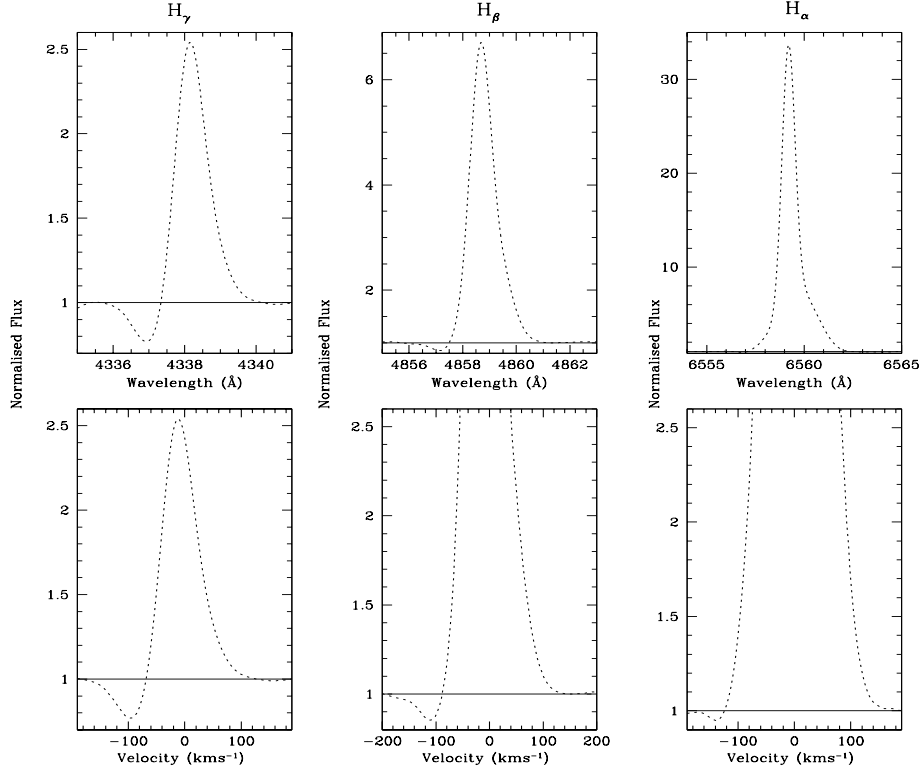 Hγ Hβ Hα
2.5
2
1.5
1
4336 4338 4340
Wavelength (Å)
6
4
2
4856 4858 4860 4862
Wavelength (Å)
30
20
10
6555 6560 6565
Wavelength (Å)
Normalised Flux
Normalised Flux
Normalised Flux
2.5
2
1.5
1
−100 0 100
Velocity (kms⁻¹)
2.5
2
1.5
1
−200 −100 0 100 200
Velocity (kms⁻¹)
2.5
2
1.5
1
−100 0 100
Velocity (kms⁻¹)